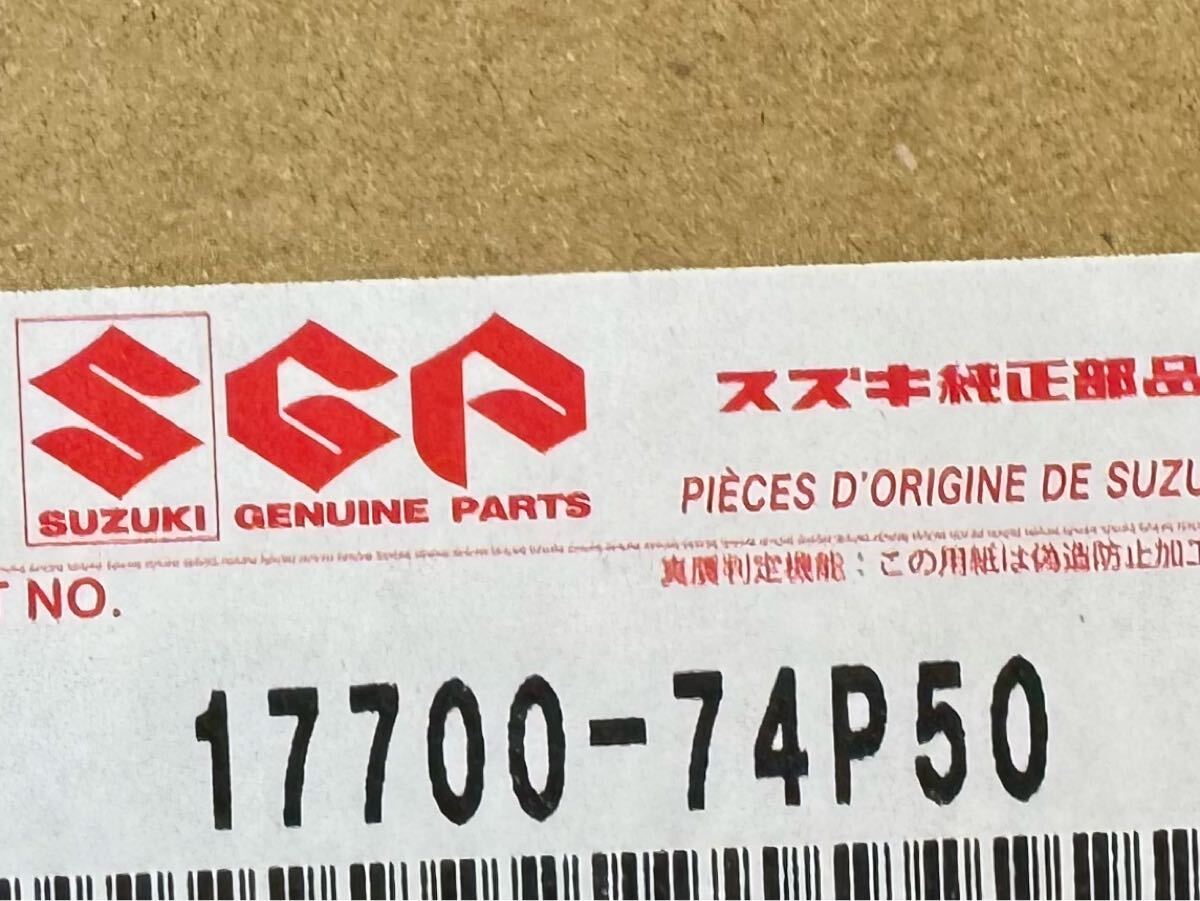 SGP
スズキ純正部品
SUZUKI GENUINE PARTS
PIÈCES D'ORIGINE DE SUZU
真贋判定機能：この用紙は偽造防止加工
T NO.
17700-74P50